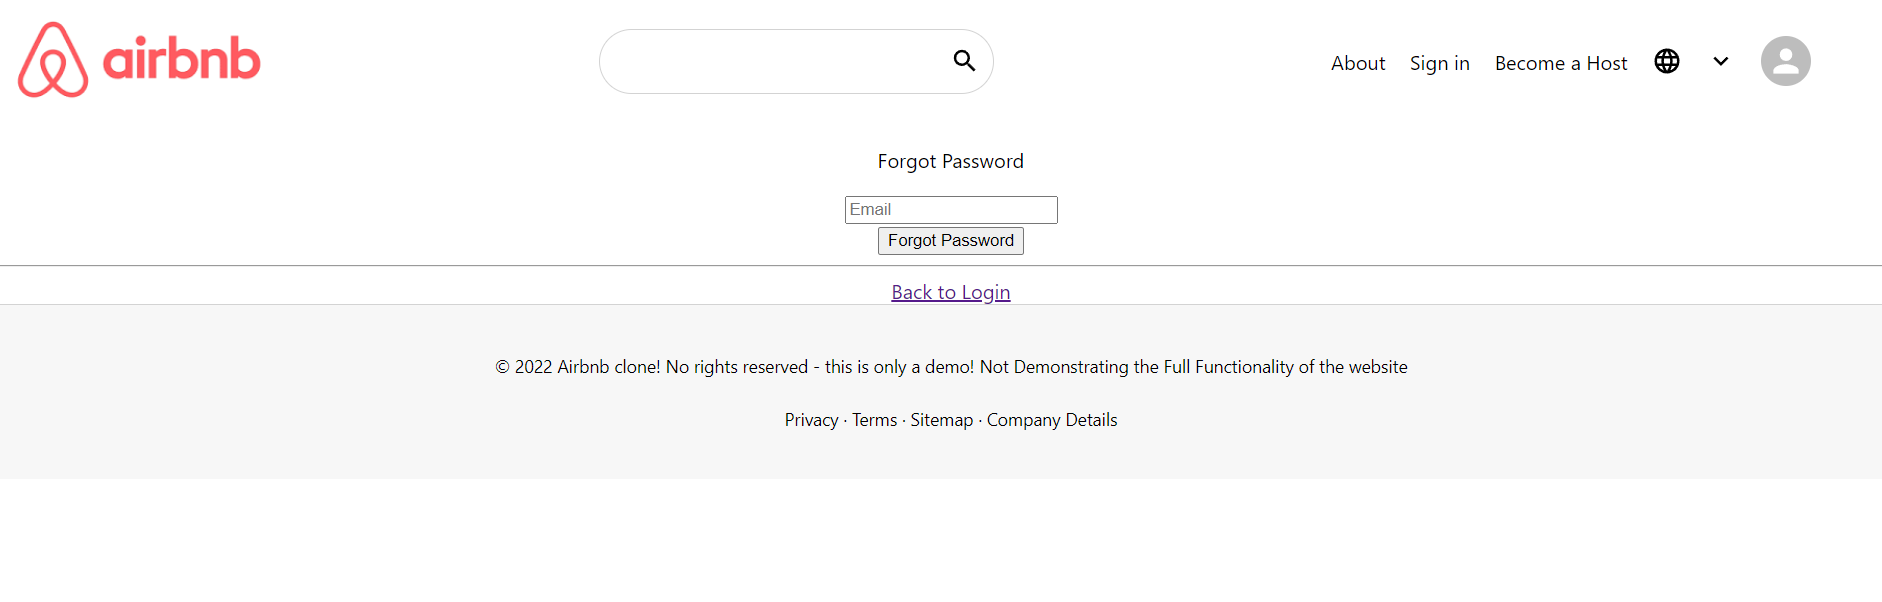 airbnb
About Sign in Become a Host
Forgot Password
Email
Forgot Password
Back to Login
© 2022 Airbnb clone! No rights reserved - this is only a demo! Not Demonstrating the Full Functionality of the website
Privacy · Terms · Sitemap · Company Details